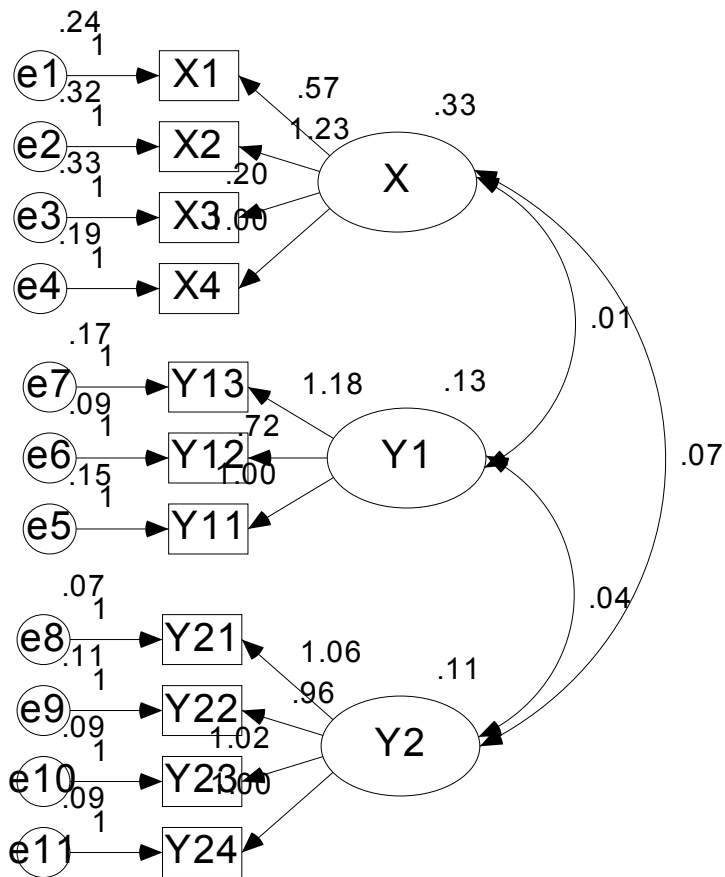 .24
1
e1 X1
.57
.33
.32
1
1.23
e2 X2
X
.33
1
.20
e3 X3
.19
1
1.00
e4 X4
.01
.17
1
e7 Y13
1.18
.13
.09
1
.72
e6 Y12
Y1
.07
.15
1
1.00
e5 Y11
.07
1
.04
e8 Y21
1.06
.11
.11
1
.96
e9 Y22
Y2
.09
1
1.02
e10 Y23
.09
1
1.00
e11 Y24